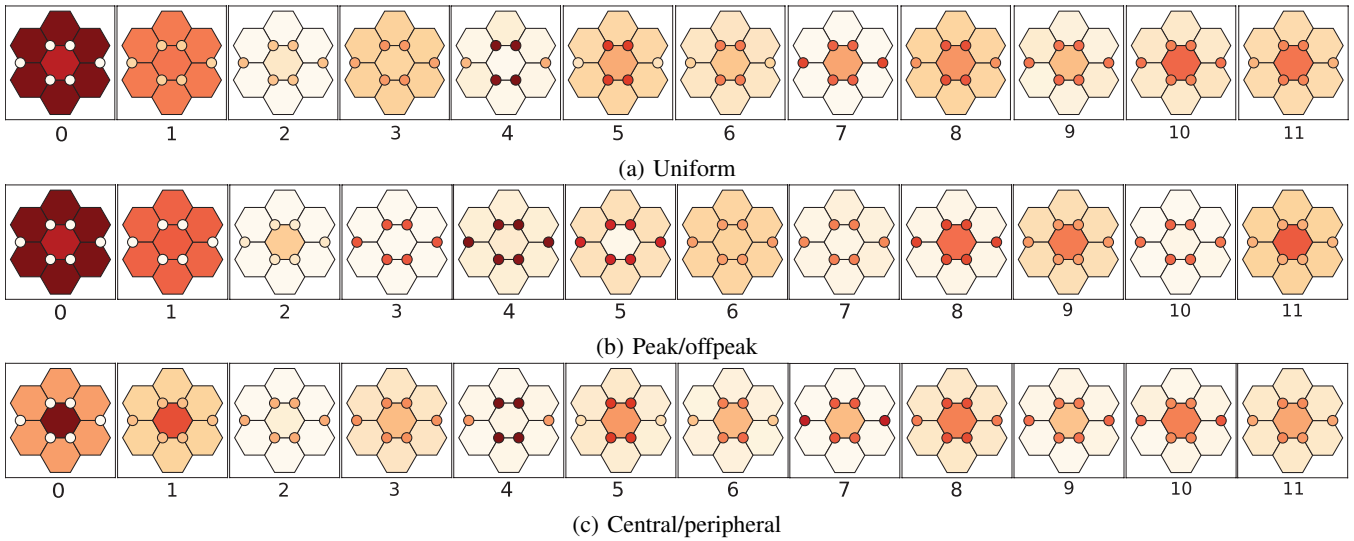 0 1 2 3 4 5 6 7 8 9 10 11
(a) Uniform
0 1 2 3 4 5 6 7 8 9 10 11
(b) Peak/offpeak
0 1 2 3 4 5 6 7 8 9 10 11
(c) Central/peripheral